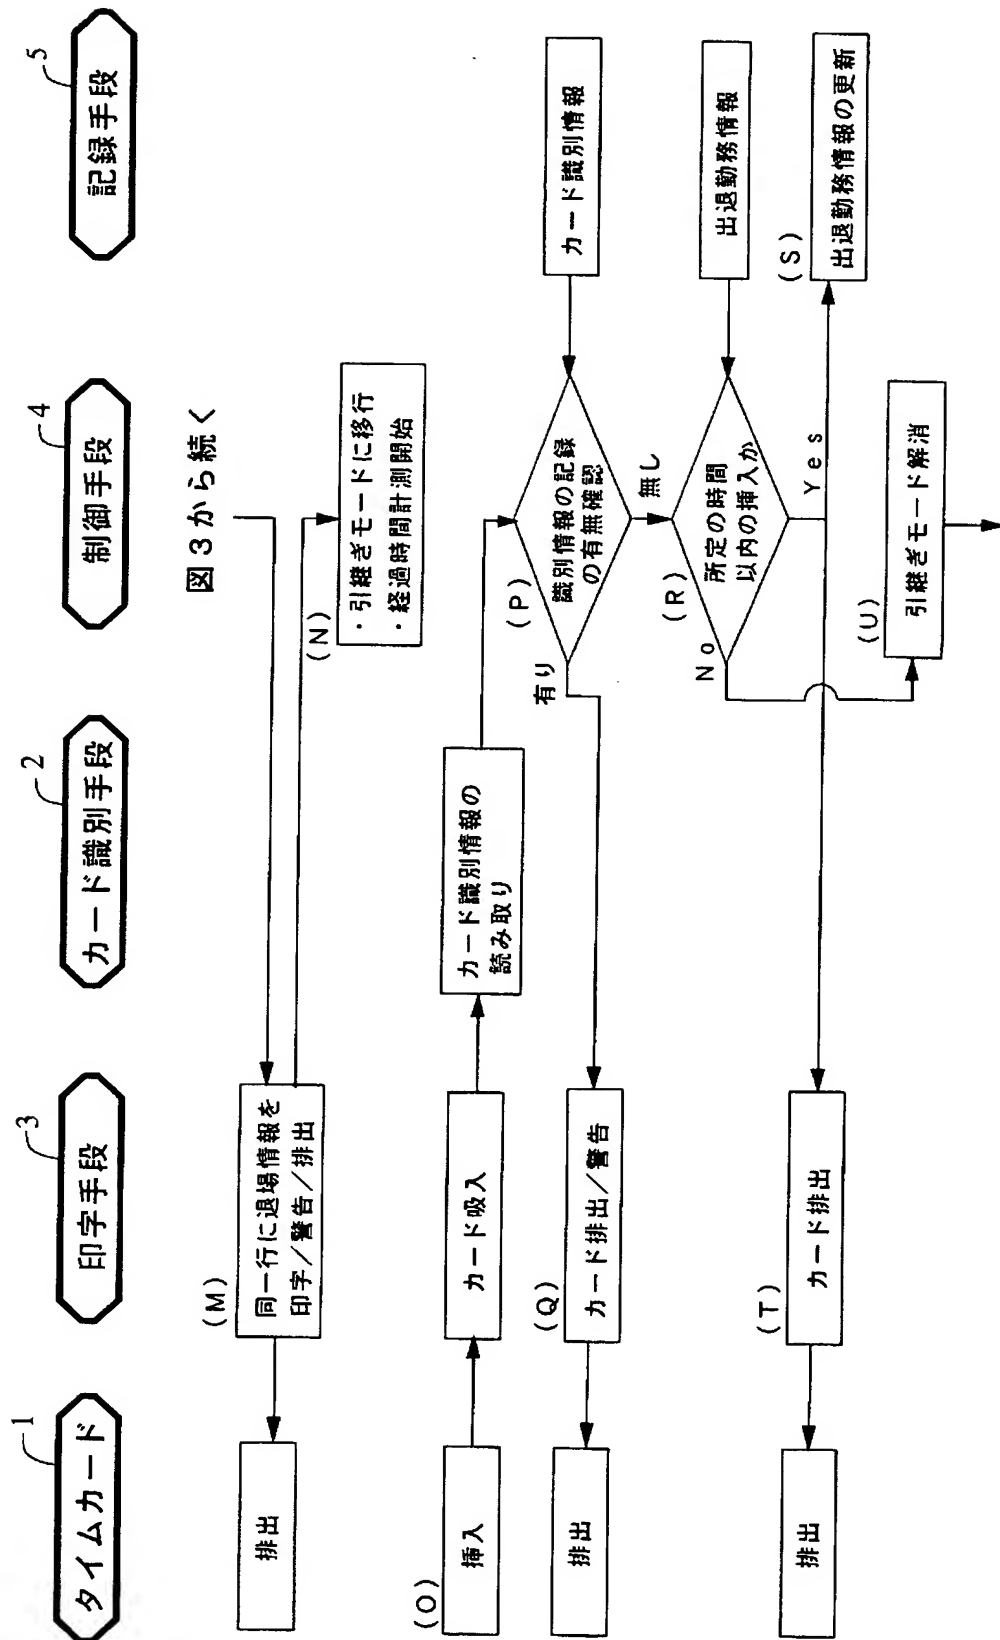 1
タイムカード
3
印字手段
2
カード識別手段
4
制御手段
5
記録手段
図3から続く
(M)
同一行に退場情報を
印字/警告/排出
排出
(N)
・引継ぎモードに移行
・経過時間計測開始
(O)
挿入
カード吸入
カード識別情報の
読み取り
(P)
識別情報の記録
の有無確認
カード識別情報
有り
無し
(Q)
カード排出/警告
排出
(R)
所定の時間
以内の挿入か
出退勤務情報
No
Yes
(S)
出退勤務情報の更新
(T)
カード排出
排出
(U)
引継ぎモード解消